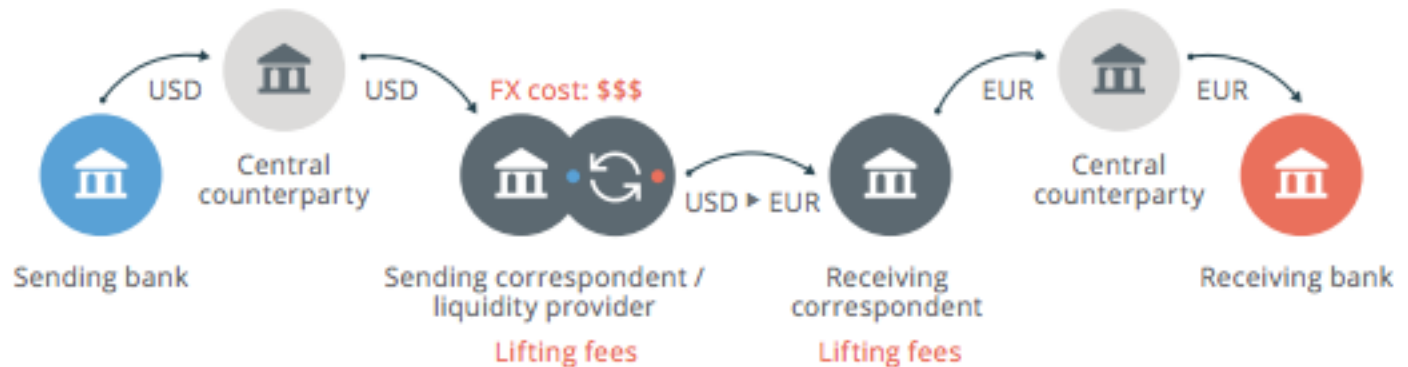 USD
USD
FX cost: $$$
EUR
EUR
Central
counterparty
USD ▶ EUR
Central
counterparty
Sending bank
Sending correspondent /
liquidity provider
Lifting fees
Receiving
correspondent
Lifting fees
Receiving bank